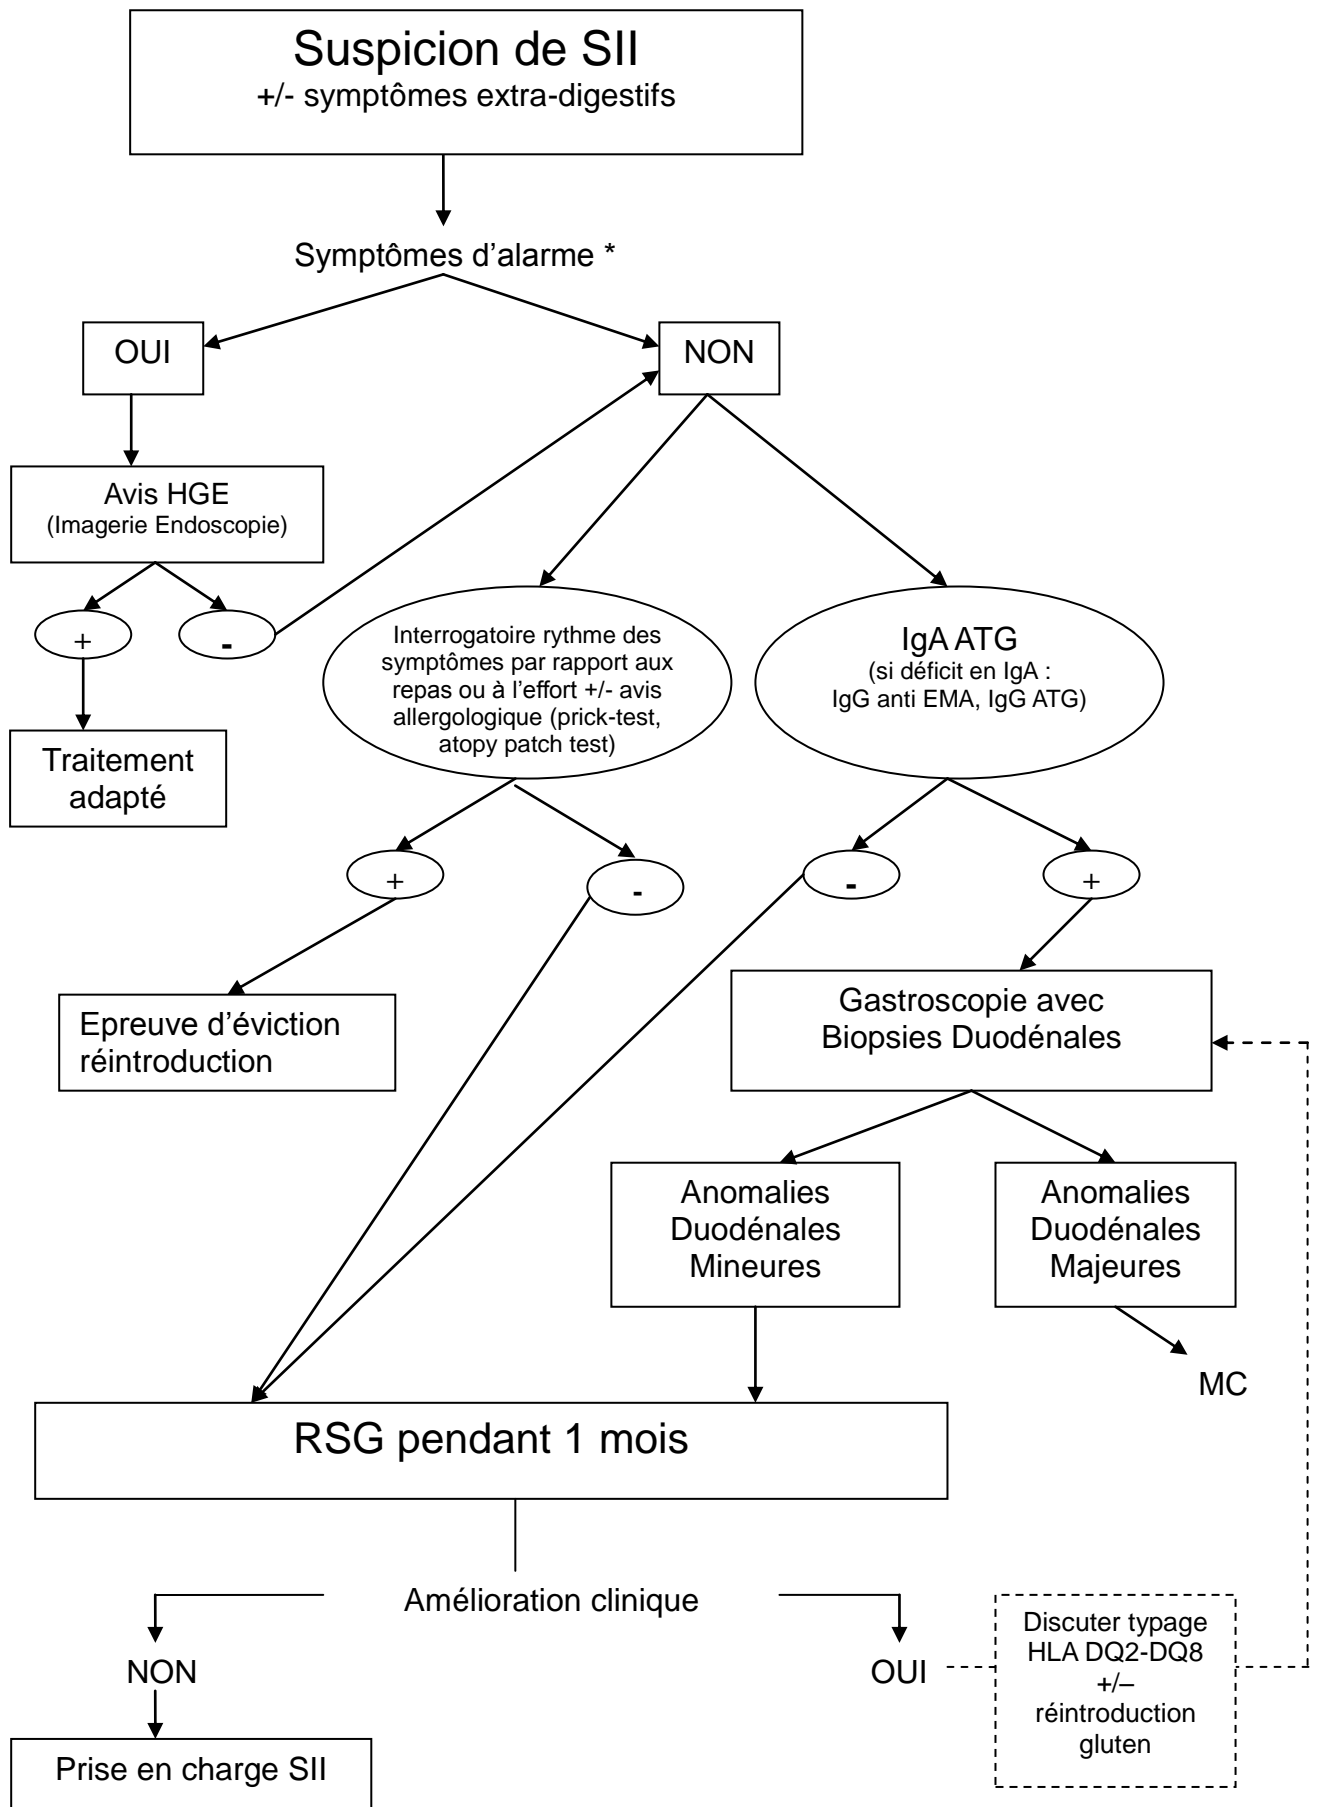 Suspicion de SII
+/- symptômes extra-digestifs
Symptômes d’alarme *
OUI
NON
Avis HGE
(Imagerie Endoscopie)
+
-
Traitement
adapté
Interrogatoire rythme des
symptômes par rapport aux
repas ou à l’effort +/- avis
allergologique (prick-test,
atopy patch test)
IgA ATG
(si déficit en IgA :
IgG anti EMA, IgG ATG)
+
-
-
+
Epreuve d’éviction
réintroduction
Gastroscopie avec
Biopsies Duodénales
Anomalies
Duodénales
Mineures
Anomalies
Duodénales
Majeures
MC
RSG pendant 1 mois
Amélioration clinique
NON
OUI
Discuter typage
HLA DQ2-DQ8
+/–
réintroduction
gluten
Prise en charge SII